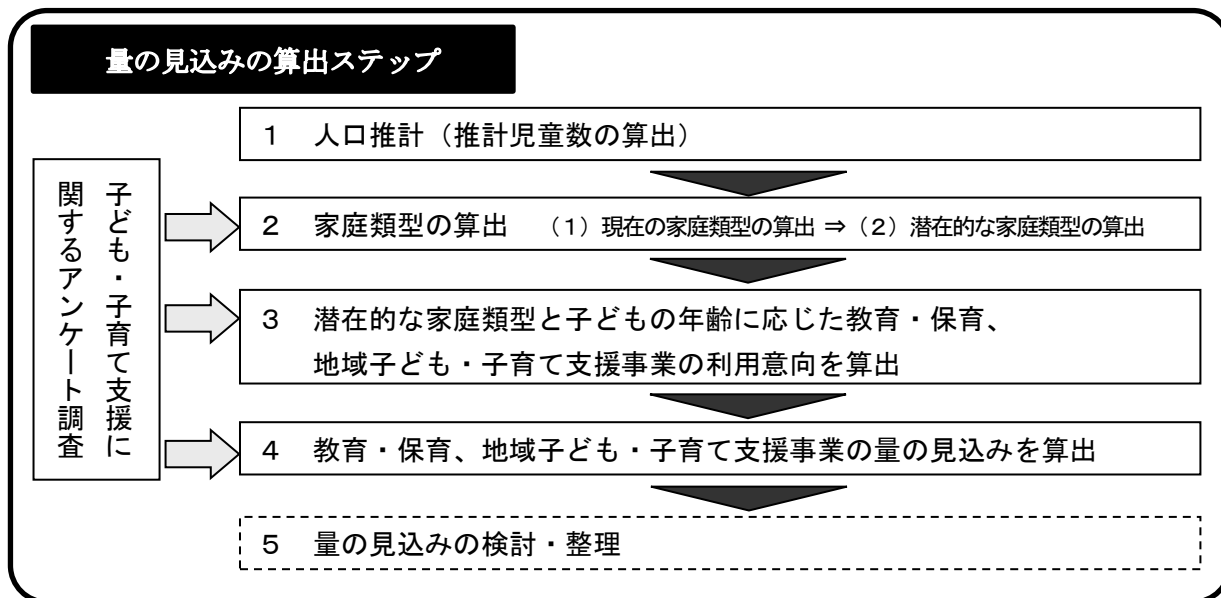 量の見込みの算出ステップ
1 人口推計（推計児童数の算出）
子ども・子育て支援に
関するアンケート調査
2 家庭類型の算出 （1）現在の家庭類型の算出 ⇒（2）潜在的な家庭類型の算出
3 潜在的な家庭類型と子どもの年齢に応じた教育・保育、
地域子ども・子育て支援事業の利用意向を算出
4 教育・保育、地域子ども・子育て支援事業の量の見込みを算出
5 量の見込みの検討・整理